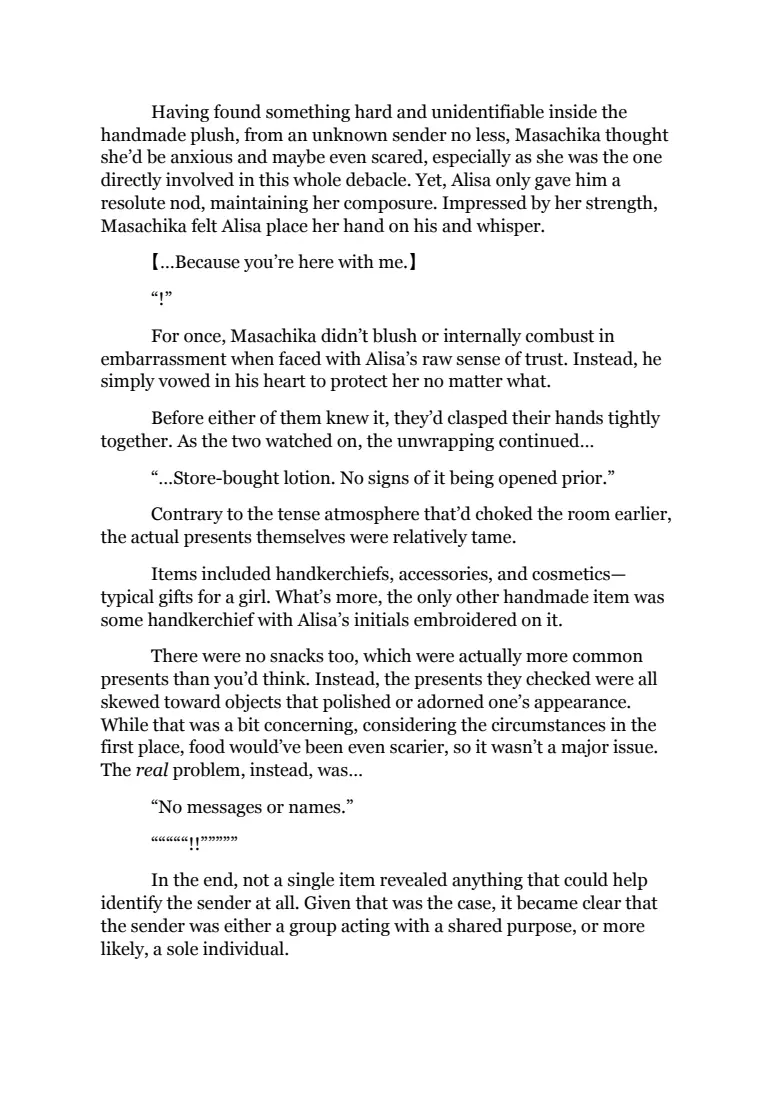 Having found something hard and unidentifiable inside the
handmade plush, from an unknown sender no less, Masachika thought
she’d be anxious and maybe even scared, especially as she was the one
directly involved in this whole debacle. Yet, Alisa only gave him a
resolute nod, maintaining her composure. Impressed by her strength,
Masachika felt Alisa place her hand on his and whisper.
【…Because you’re here with me.】
“!”
For once, Masachika didn’t blush or internally combust in
embarrassment when faced with Alisa’s raw sense of trust. Instead, he
simply vowed in his heart to protect her no matter what.
Before either of them knew it, they’d clasped their hands tightly
together. As the two watched on, the unwrapping continued…
“…Store-bought lotion. No signs of it being opened prior.”
Contrary to the tense atmosphere that’d choked the room earlier,
the actual presents themselves were relatively tame.
Items included handkerchiefs, accessories, and cosmetics—
typical gifts for a girl. What’s more, the only other handmade item was
some handkerchief with Alisa’s initials embroidered on it.
There were no snacks too, which were actually more common
presents than you’d think. Instead, the presents they checked were all
skewed toward objects that polished or adorned one’s appearance.
While that was a bit concerning, considering the circumstances in the
first place, food would’ve been even scarier, so it wasn’t a major issue.
The real problem, instead, was…
“No messages or names.”
“““““!!”””””
In the end, not a single item revealed anything that could help
identify the sender at all. Given that was the case, it became clear that
the sender was either a group acting with a shared purpose, or more
likely, a sole individual.